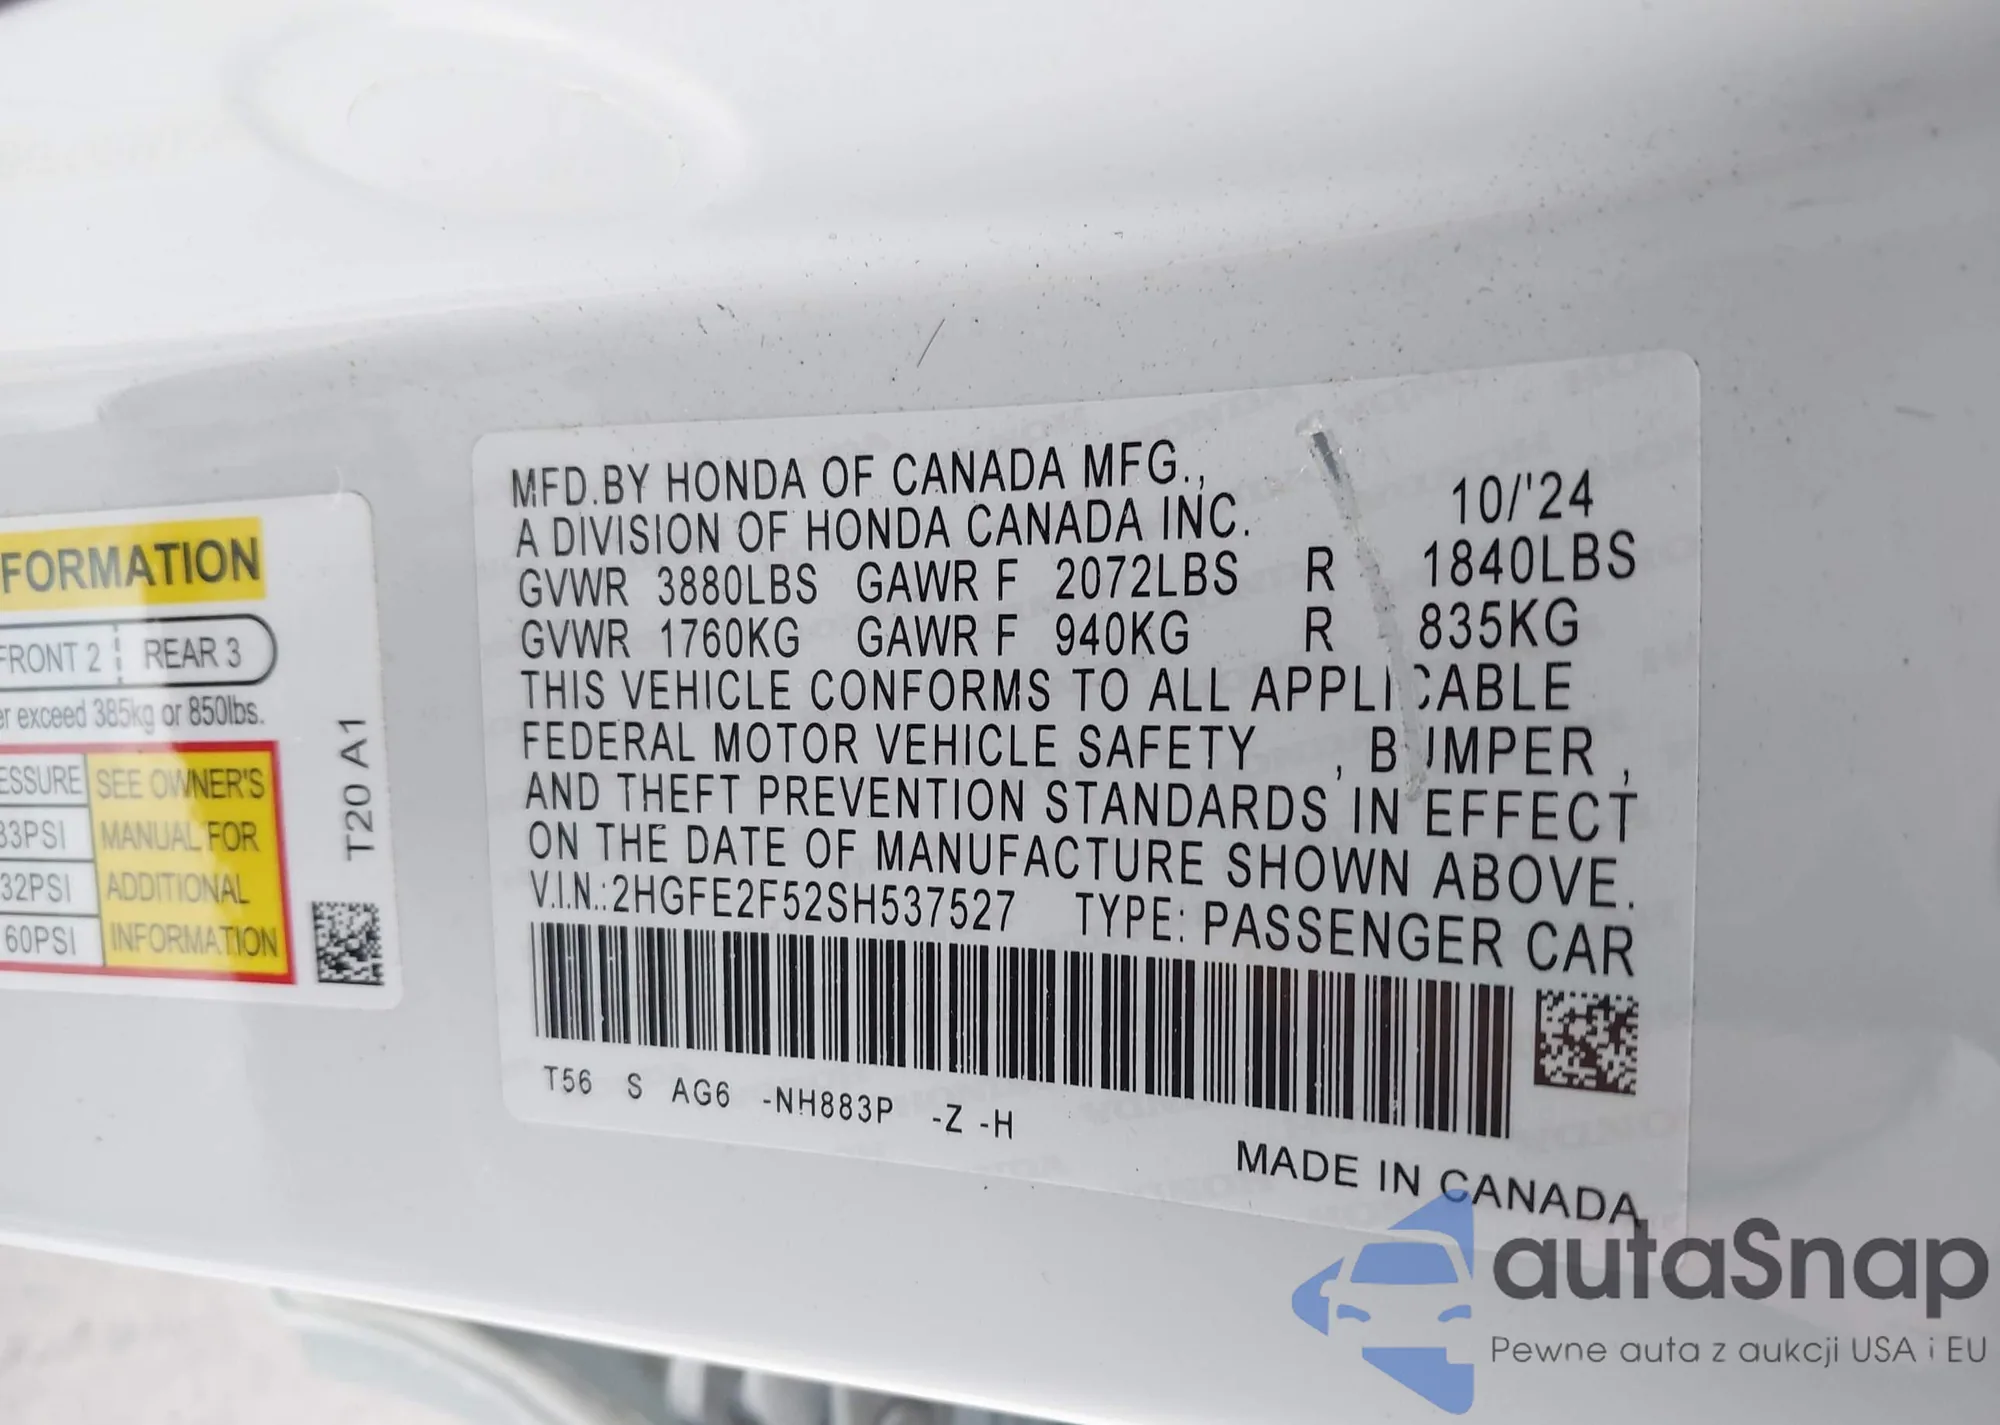 FORMATION
FRONT 2 REAR 3
er exceed 385kg or 850lbs.
ESSURE SEE OWNER'S
33PSI MANUAL FOR
32PSI ADDITIONAL
60PSI INFORMATION
T20 A1
MFD.BY HONDA OF CANADA MFG.,
A DIVISION OF HONDA CANADA INC. 10/'24
GVWR 3880LBS GAWR F 2072LBS R 1840LBS
GVWR 1760KG GAWR F 940KG R 835KG
THIS VEHICLE CONFORMS TO ALL APPLICABLE
FEDERAL MOTOR VEHICLE SAFETY , BUMPER ,
AND THEFT PREVENTION STANDARDS IN EFFECT
ON THE DATE OF MANUFACTURE SHOWN ABOVE.
V.I.N.:2HGFE2F52SH537527 TYPE: PASSENGER CAR
T56 S AG6 -NH883P -Z -H
MADE IN CANADA
autaSnap
Pewne auta z aukcji USA i EU